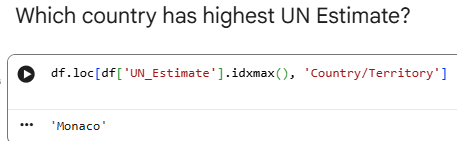 Which country has highest UN Estimate?
df.loc[df['UN_Estimate'].idxmax(), 'Country/Territory']
'Monaco'